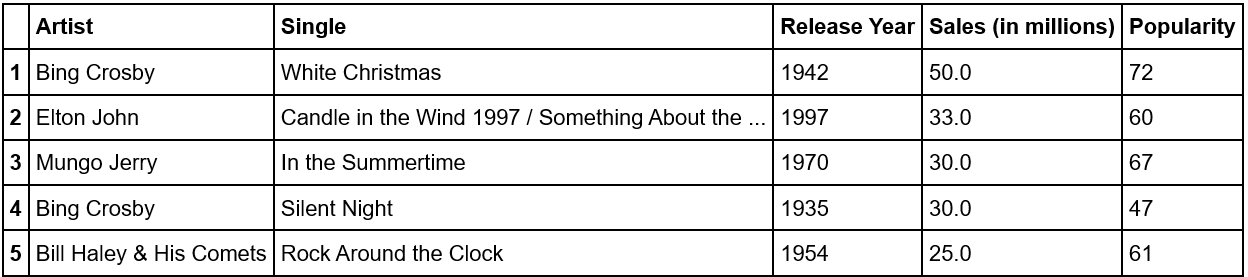 Artist Single Release Year Sales (in millions) Popularity
1 Bing Crosby White Christmas 1942 50.0 72
2 Elton John Candle in the Wind 1997 / Something About the ... 1997 33.0 60
3 Mungo Jerry In the Summertime 1970 30.0 67
4 Bing Crosby Silent Night 1935 30.0 47
5 Bill Haley & His Comets Rock Around the Clock 1954 25.0 61